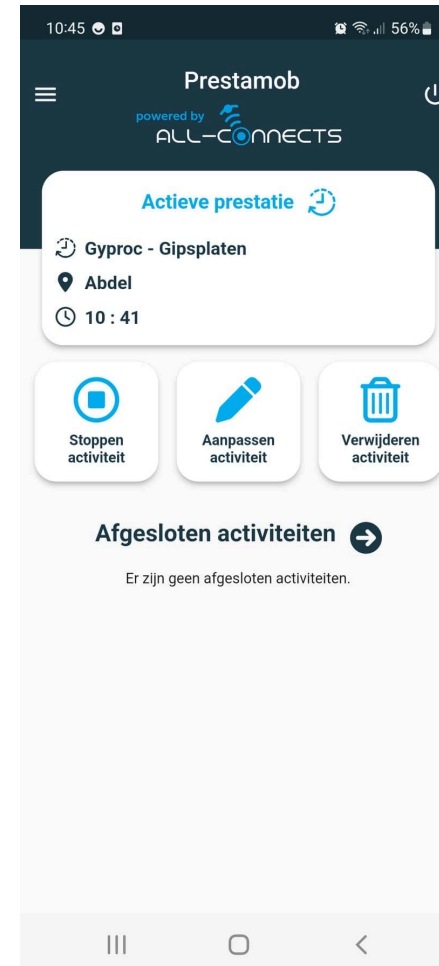 10:45 56%
Prestamob
powered by
ALL-CONNECTS
Actieve prestatie
Gyproc - Gipsplaten
Abdel
10 : 41
Stoppen activiteit
Aanpassen activiteit
Verwijderen activiteit
Afgesloten activiteiten
Er zijn geen afgesloten activiteiten.